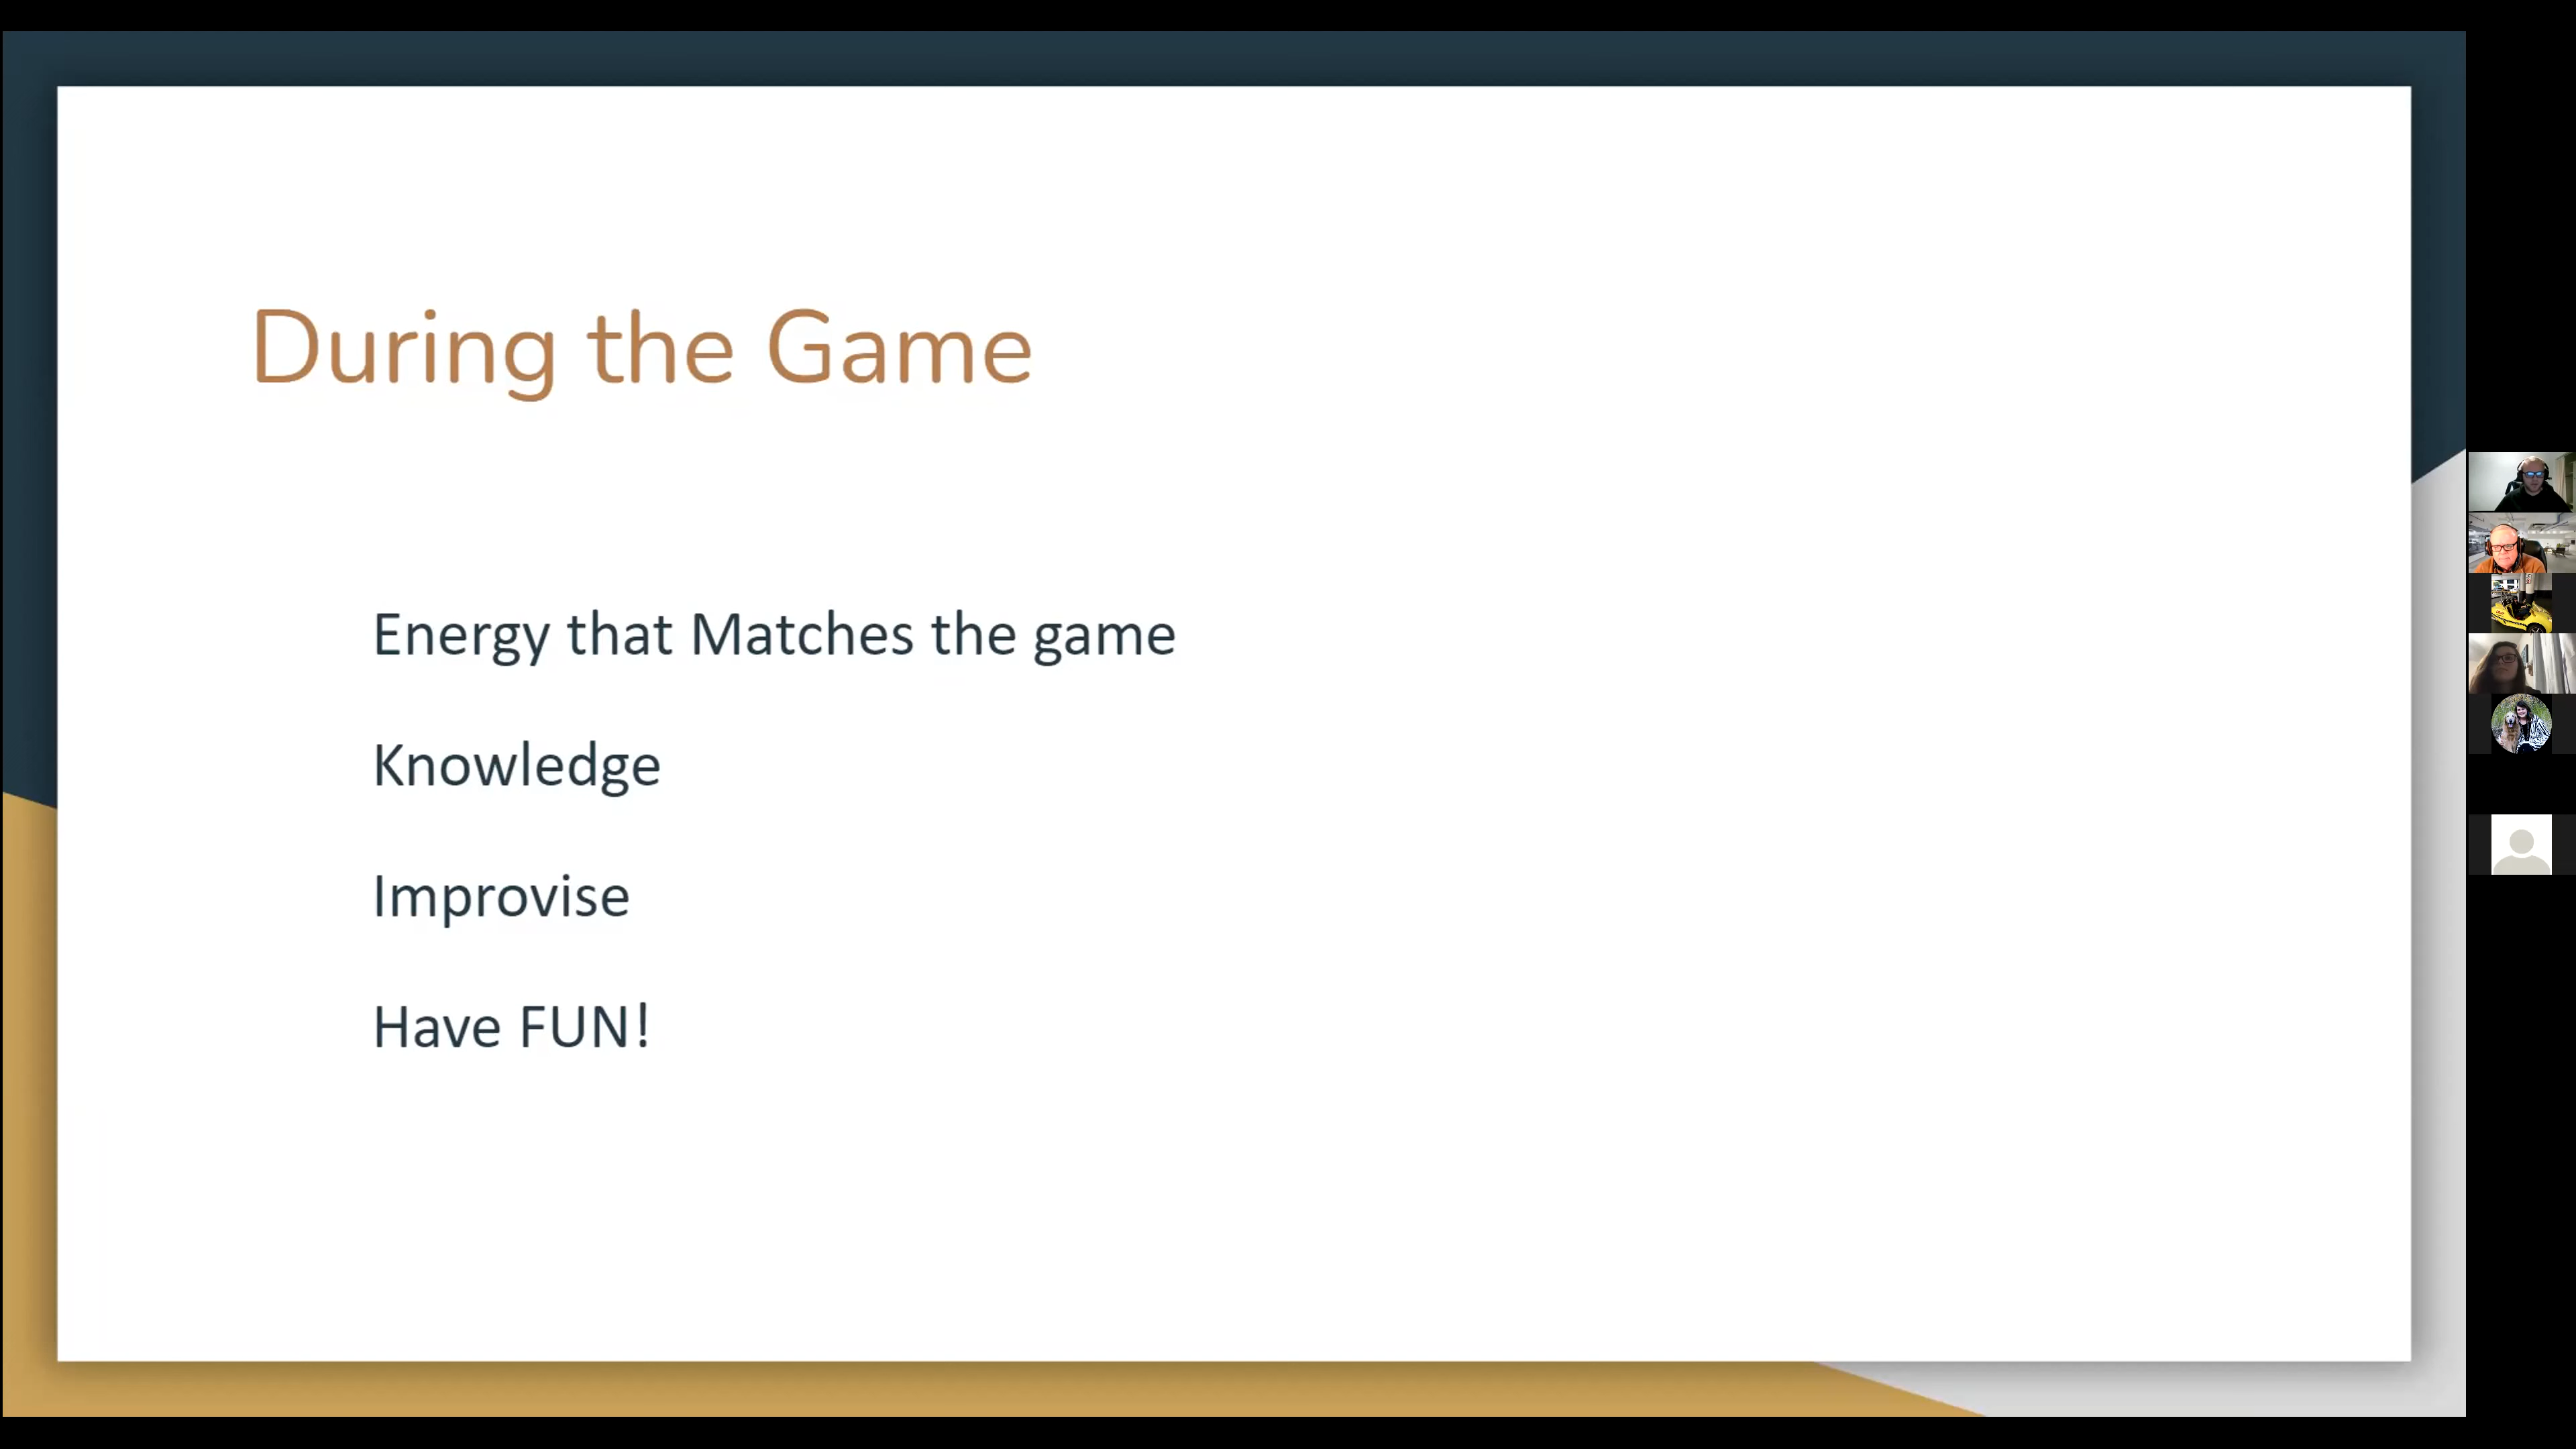 During the Game
Energy that Matches the game
Knowledge
Improvise
Have FUN!